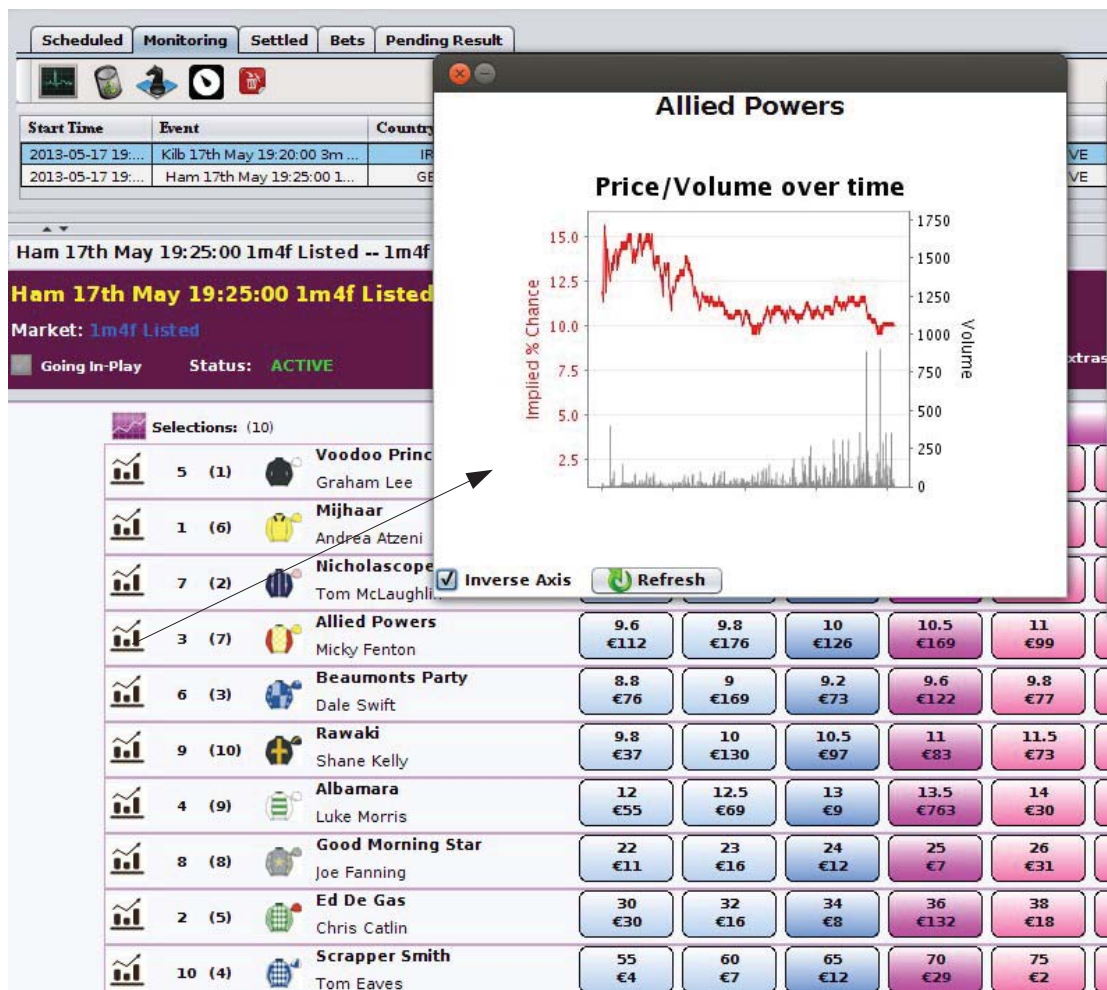 Scheduled Monitoring Settled Bets Pending Result
Start Time Event Country
2013-05-17 19:... Kilb 17th May 19:20:00 3m ... IR VE
2013-05-17 19:... Ham 17th May 19:25:00 1... GE VE
Ham 17th May 19:25:00 1m4f Listed -- 1m4f
Ham 17th May 19:25:00 1m4f Listed
Market: 1m4f Listed
Going In-Play Status: ACTIVE xtras
Allied Powers
Price/Volume over time
Implied % Chance
15.0
12.5
10.0
7.5
5.0
2.5
1750
1500
1250
1000
750
500
250
0
Volume
Inverse Axis Refresh
Selections: (10)
5 (1) Voodoo Princ
Graham Lee
1 (6) Mijhaar
Andrea Atzeni
7 (2) Nicholascope
Tom McLaughlin
3 (7) Allied Powers 9.6 9.8 10 10.5 11
Micky Fenton €112 €176 €126 €169 €99
6 (3) Beaumonts Party 8.8 9 9.2 9.6 9.8
Dale Swift €76 €169 €73 €122 €77
9 (10) Rawaki 9.8 10 10.5 11 11.5
Shane Kelly €37 €130 €97 €83 €73
4 (9) Albamara 12 12.5 13 13.5 14
Luke Morris €55 €69 €9 €763 €30
8 (8) Good Morning Star 22 23 24 25 26
Joe Fanning €11 €16 €12 €7 €31
2 (5) Ed De Gas 30 32 34 36 38
Chris Catlin €30 €16 €8 €132 €18
10 (4) Scrapper Smith 55 60 65 70 75
Tom Eaves €4 €7 €12 €29 €2